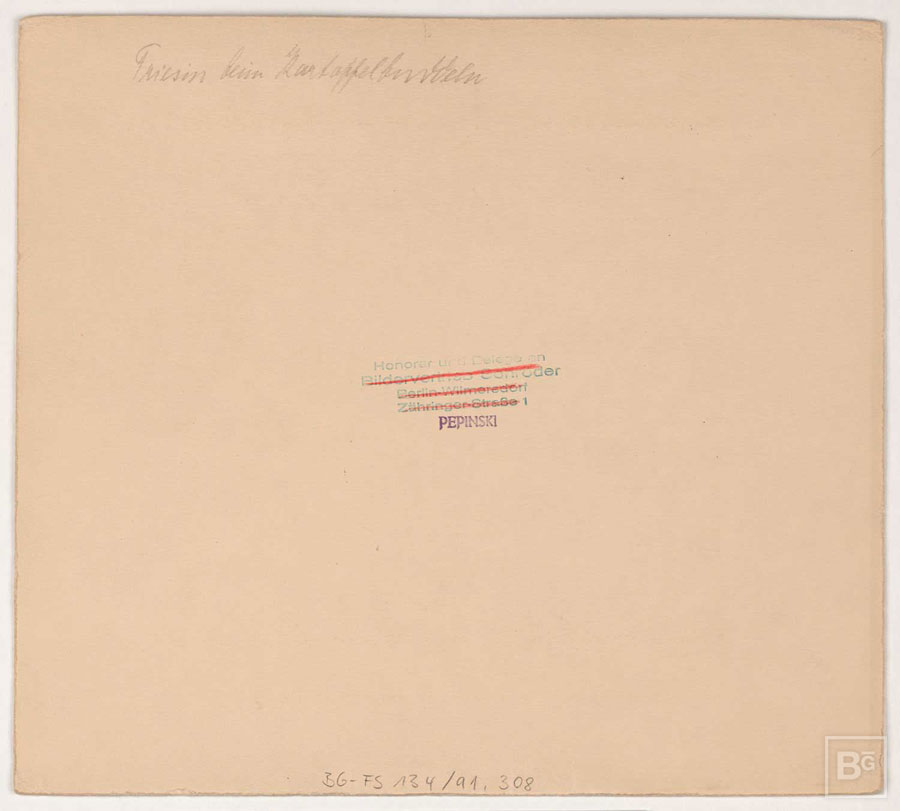 Friesin beim Kartoffelbuddeln
Honorar und Belege an
Bildervertrieb Schröder
Berlin-Wilmersdorf
Zähringer-Straße 1
PEPINSKI
BG-FS 134/91, 308
BG